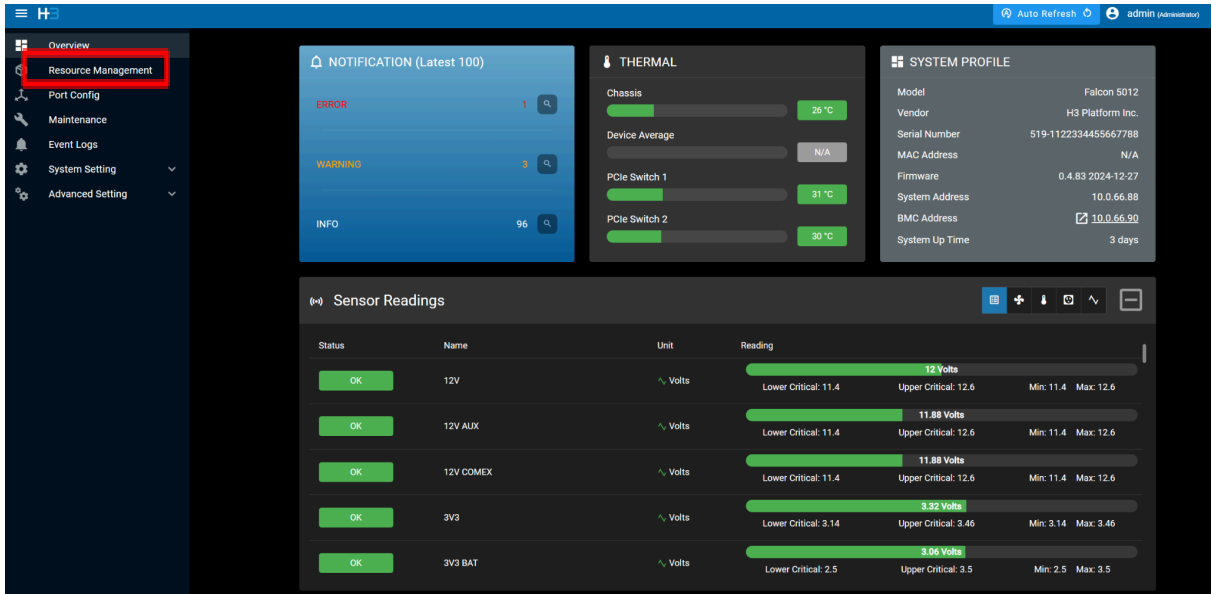 H3
Auto Refresh
admin (Administrator)
Overview
Resource Management
Port Config
Maintenance
Event Logs
System Setting
Advanced Setting
NOTIFICATION (Latest 100)
ERROR 1
WARNING 3
INFO 96
THERMAL
Chassis
26 °C
Device Average
N/A
PCIe Switch 1
31 °C
PCIe Switch 2
30 °C
SYSTEM PROFILE
Model Falcon 5012
Vendor H3 Platform Inc.
Serial Number 519-1122334455667788
MAC Address N/A
Firmware 0.4.83 2024-12-27
System Address 10.0.66.88
BMC Address 10.0.66.90
System Up Time 3 days
Sensor Readings
Status Name Unit Reading
12 Volts
OK 12V Volts
Lower Critical: 11.4 Upper Critical: 12.6 Min: 11.4 Max: 12.6
11.88 Volts
OK 12V AUX Volts
Lower Critical: 11.4 Upper Critical: 12.6 Min: 11.4 Max: 12.6
11.88 Volts
OK 12V COMEX Volts
Lower Critical: 11.4 Upper Critical: 12.6 Min: 11.4 Max: 12.6
3.32 Volts
OK 3V3 Volts
Lower Critical: 3.14 Upper Critical: 3.46 Min: 3.14 Max: 3.46
3.06 Volts
OK 3V3 BAT Volts
Lower Critical: 2.5 Upper Critical: 3.5 Min: 2.5 Max: 3.5